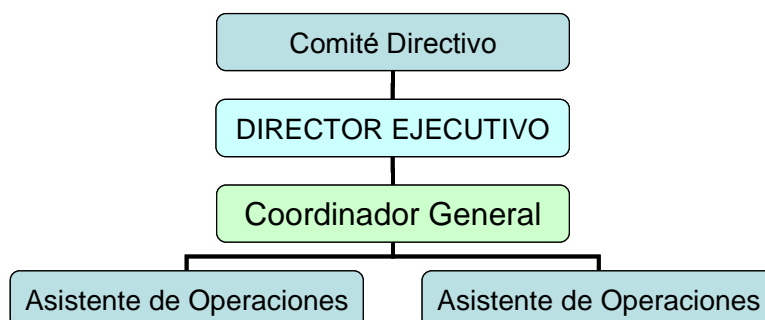 Comité Directivo
DIRECTOR EJECUTIVO
Coordinador General
Asistente de Operaciones
Asistente de Operaciones